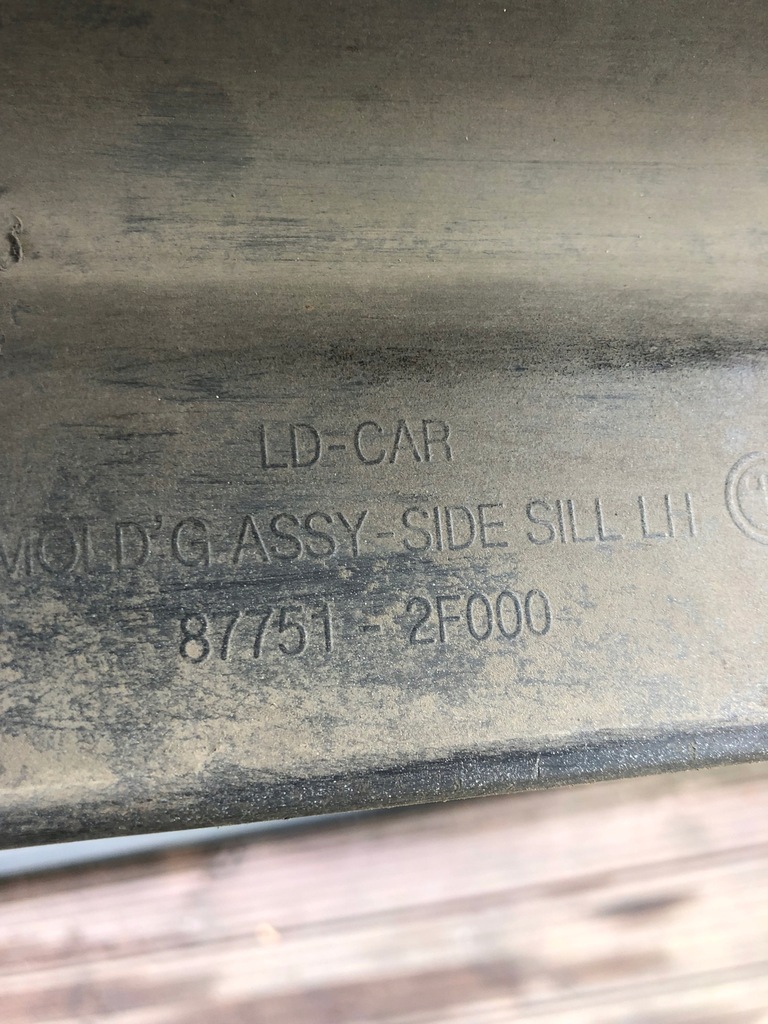 LD-CAR
MOLD'G ASSY-SIDE SILL LH
87751 - 2F000